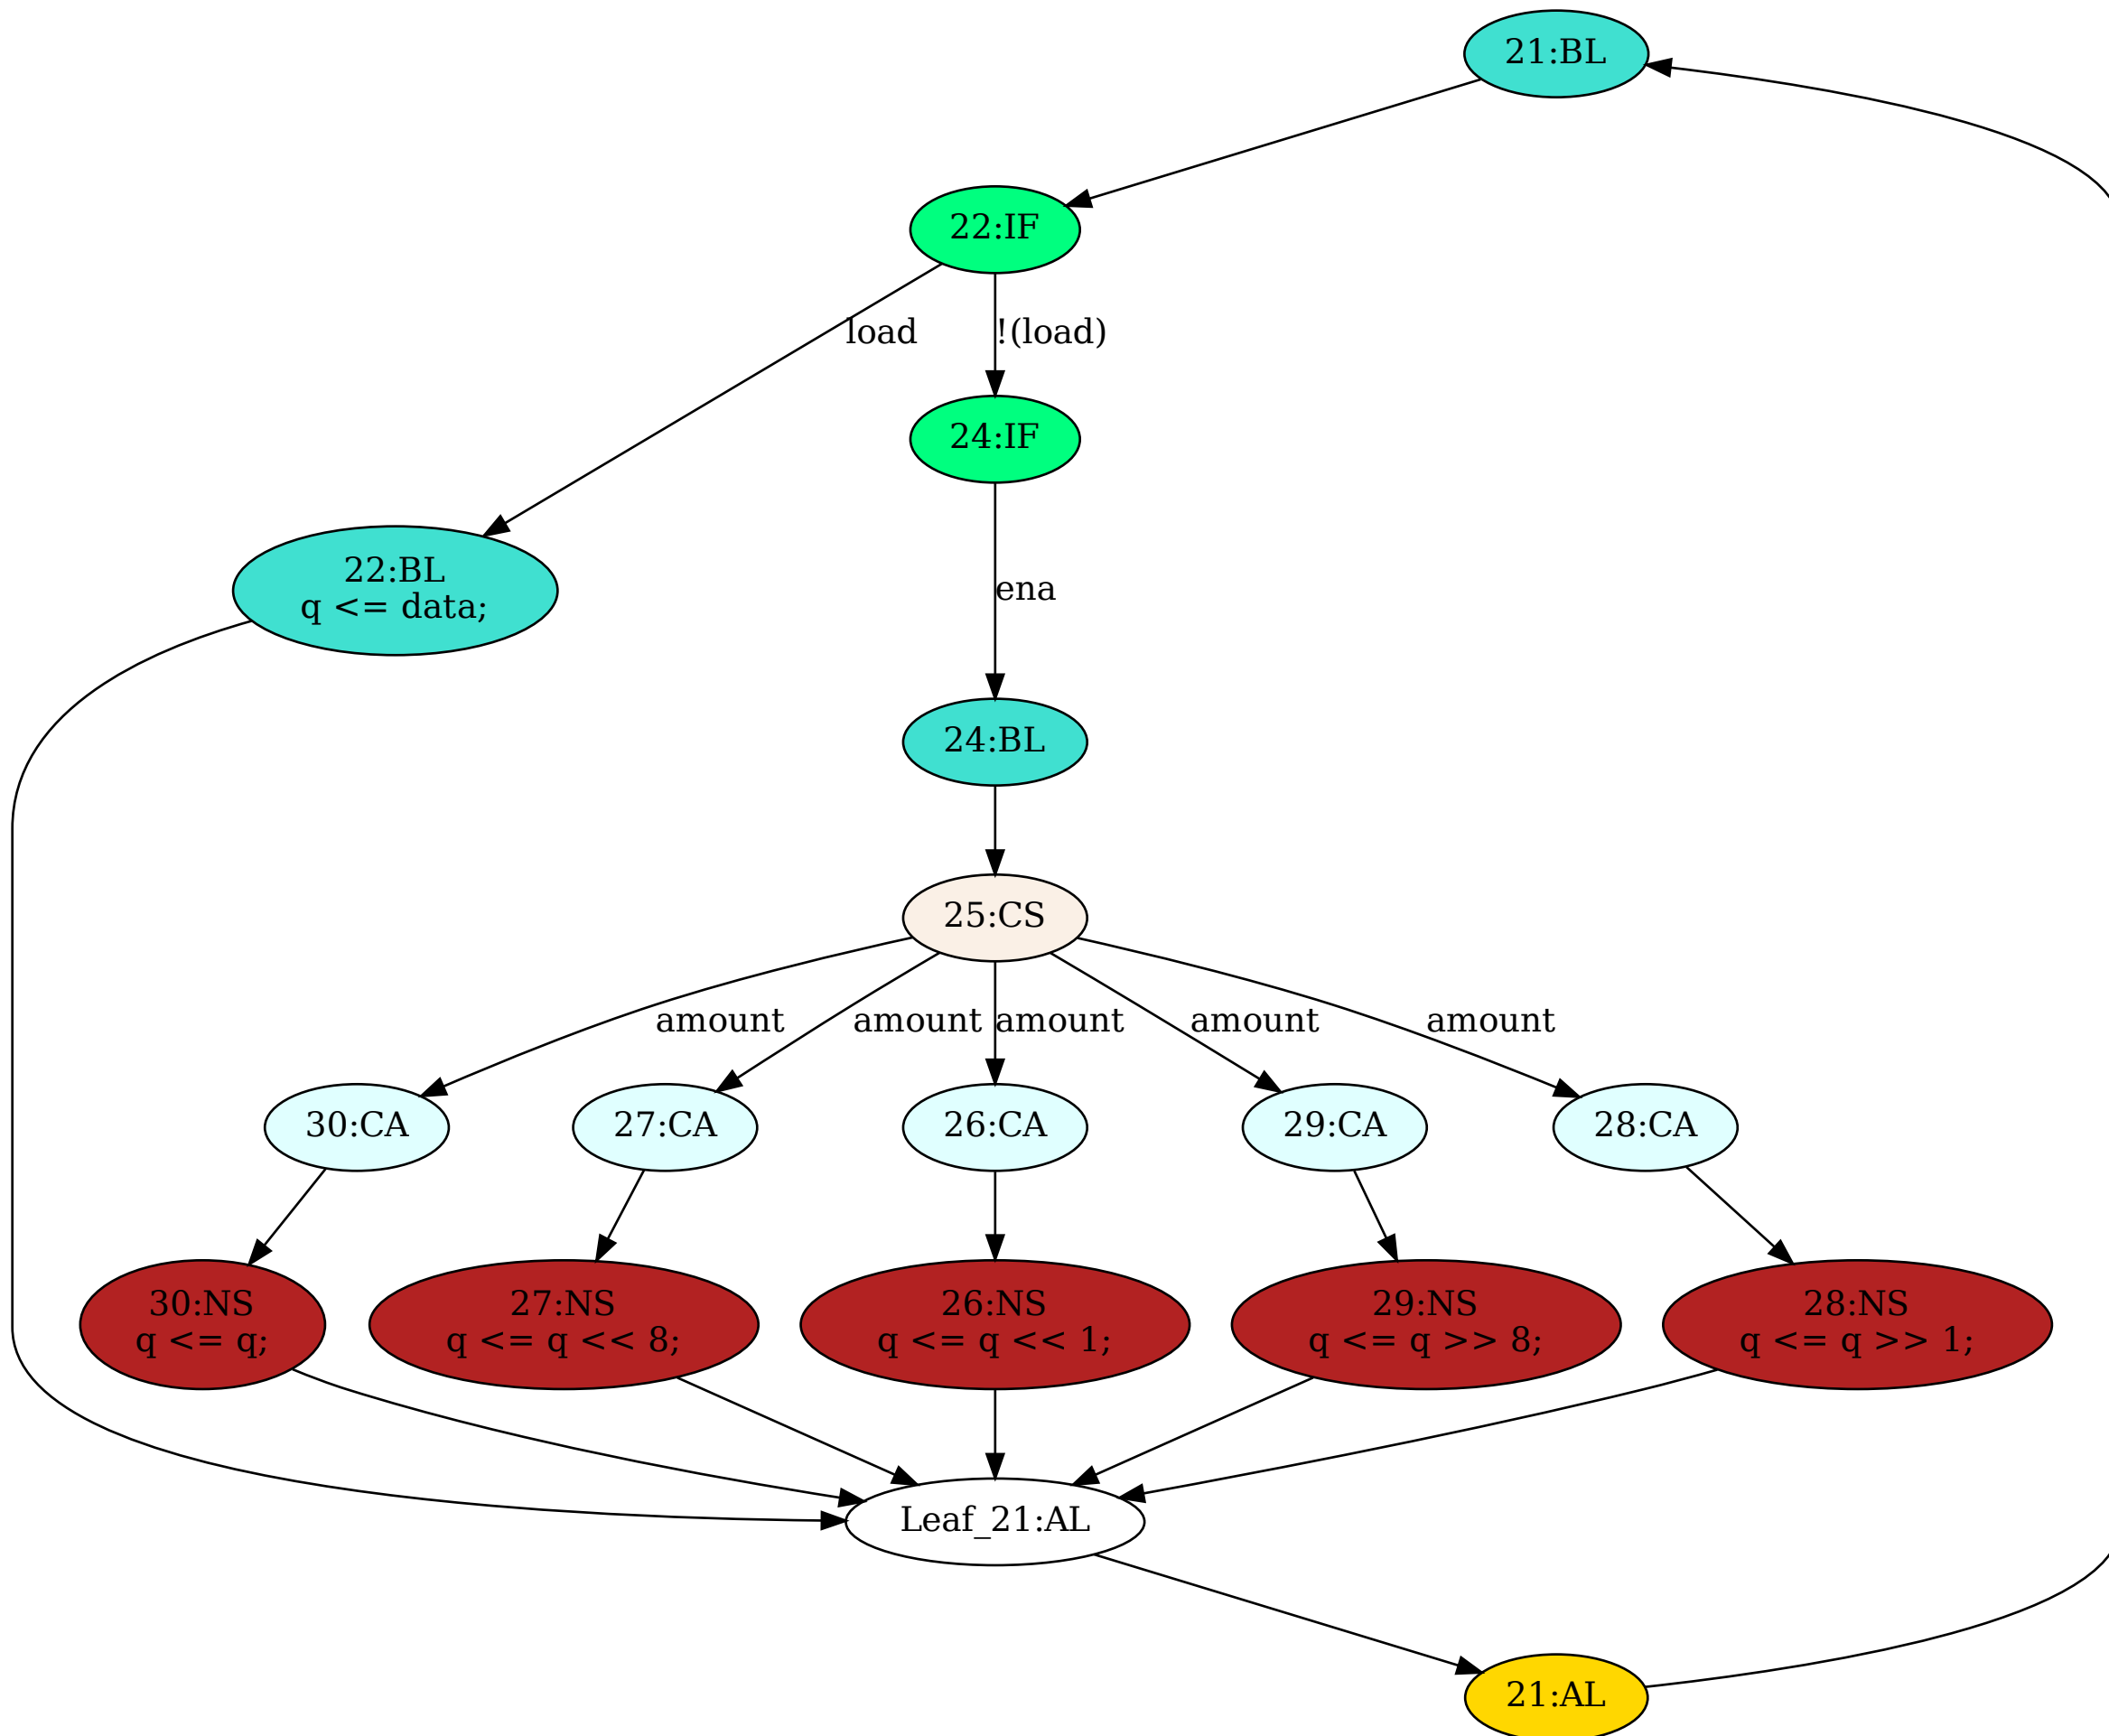 21:BL
22:IF
load
!(load)
24:IF
22:BL
q <= data;
ena
24:BL
25:CS
amount
amount
amount
amount
amount
30:CA
27:CA
26:CA
29:CA
28:CA
30:NS
q <= q;
27:NS
q <= q << 8;
26:NS
q <= q << 1;
29:NS
q <= q >> 8;
28:NS
q <= q >> 1;
Leaf_21:AL
21:AL